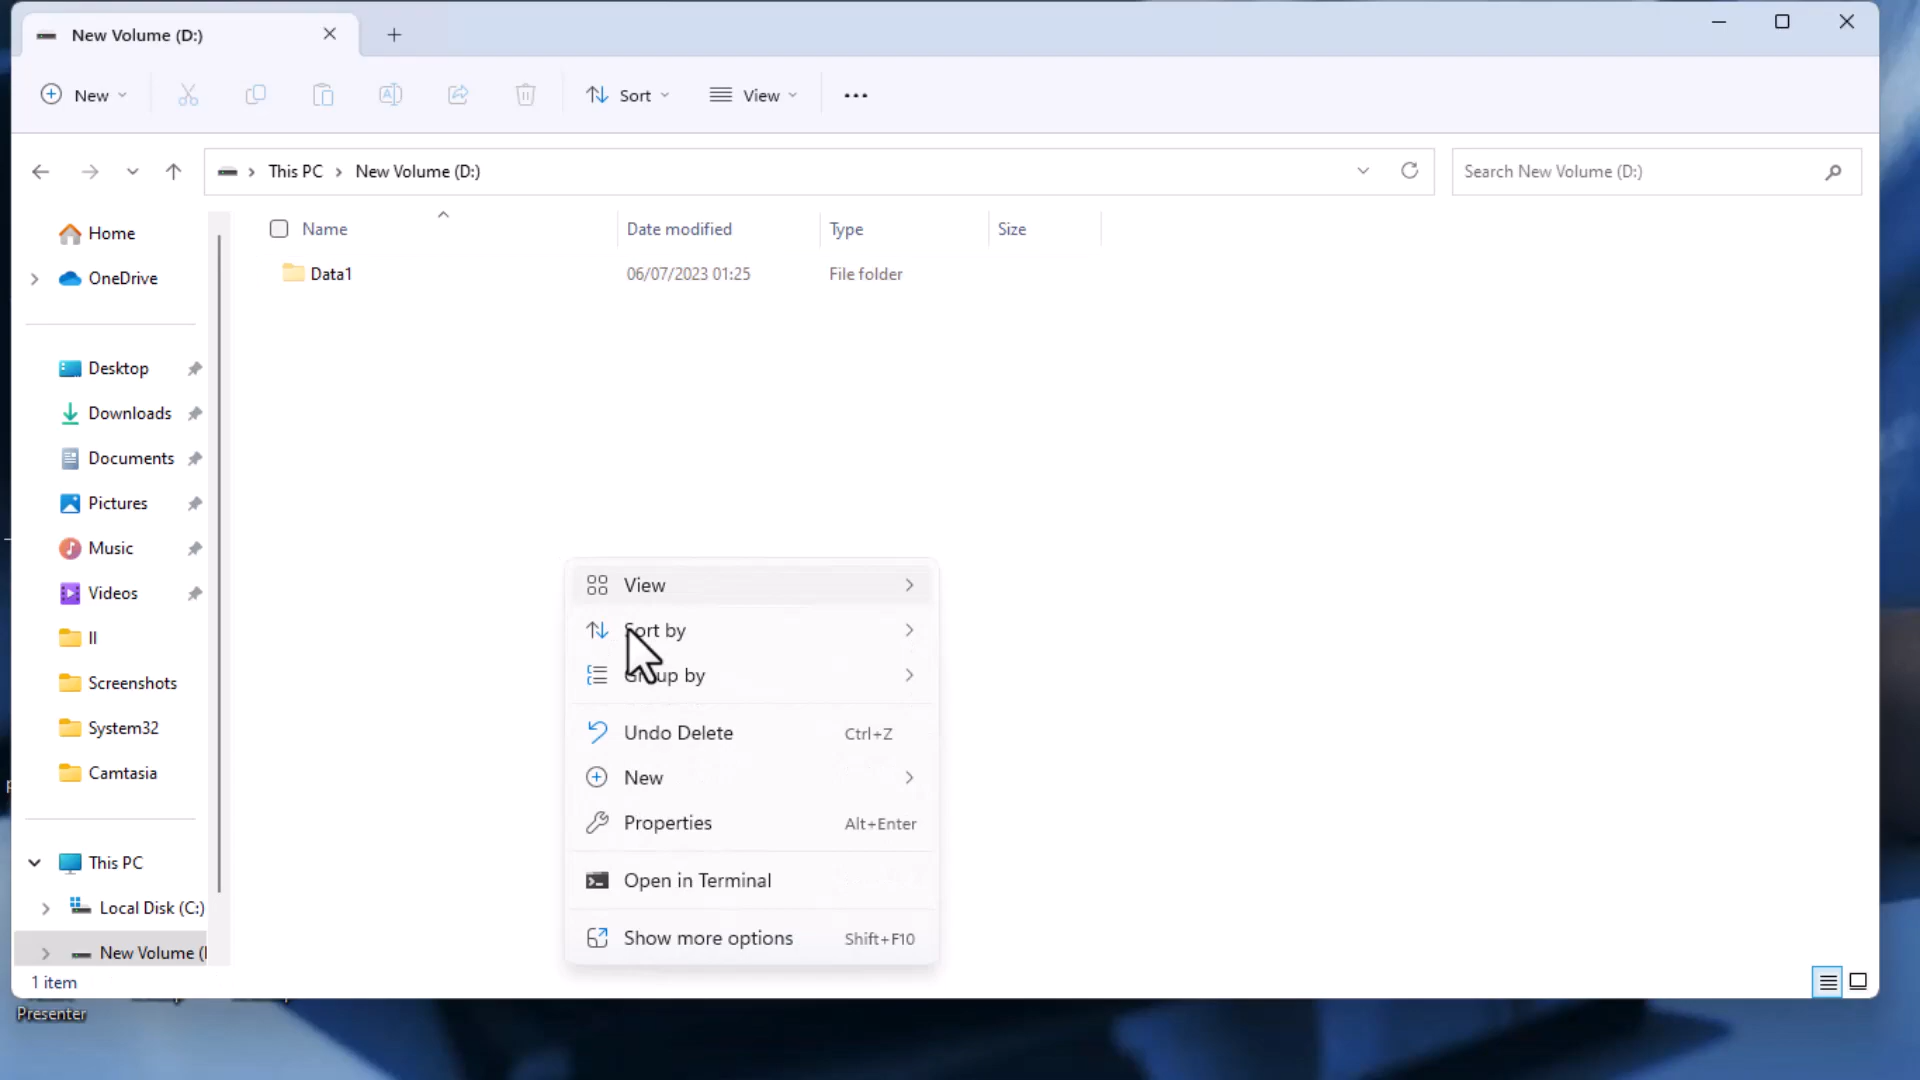 New Volume (D:)
New
Sort
View
This PC
New Volume (D:)
Search New Volume (D:)
Name
Date modified
Type
Size
Data1
06/07/2023 01:25
File folder
Home
OneDrive
Desktop
Downloads
Documents
Pictures
Music
Videos
II
Screenshots
System32
Camtasia
This PC
Local Disk (C:)
New Volume (
1 item
View
Sort by
Group by
Undo Delete Ctrl+Z
New
Properties Alt+Enter
Open in Terminal
Show more options Shift+F10
Presenter